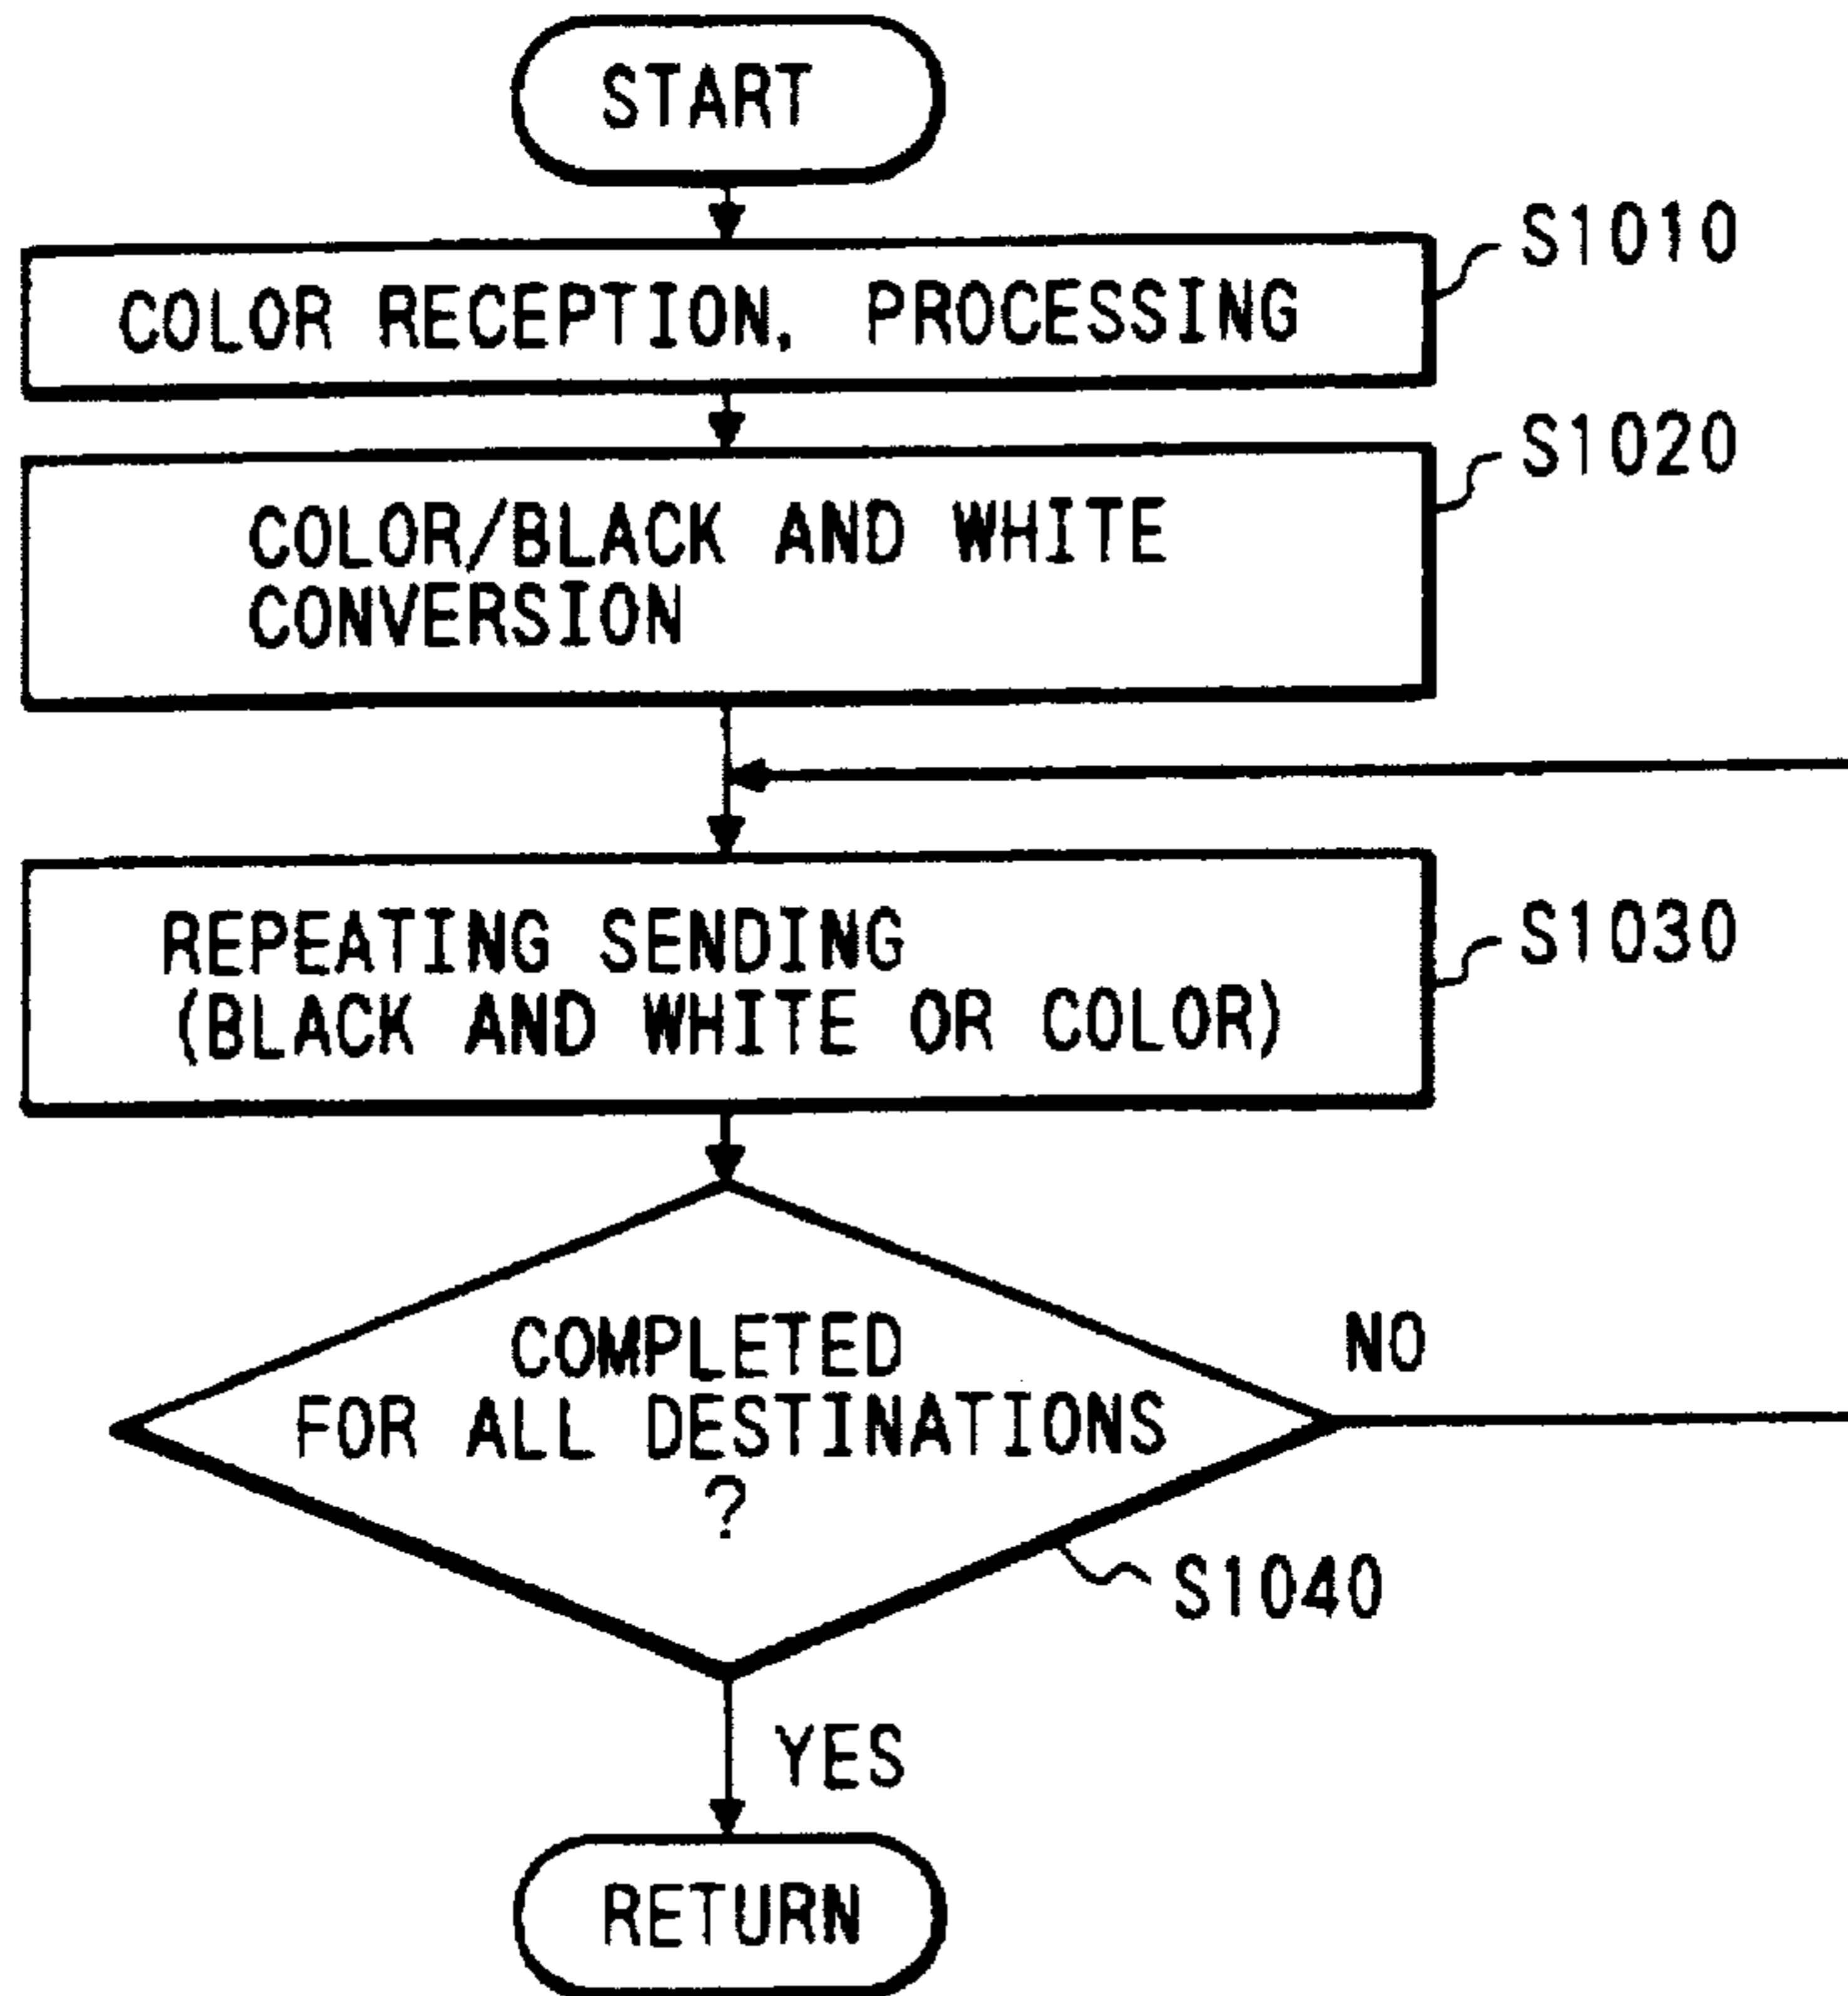 START
S1010
COLOR RECEPTION, PROCESSING
S1020
COLOR/BLACK AND WHITE
CONVERSION
REPEATING SENDING
S1030
(BLACK AND WHITE OR COLOR)
NO
COMPLETED
FOR ALL DESTINATIONS
?
S1040
YES
RETURN